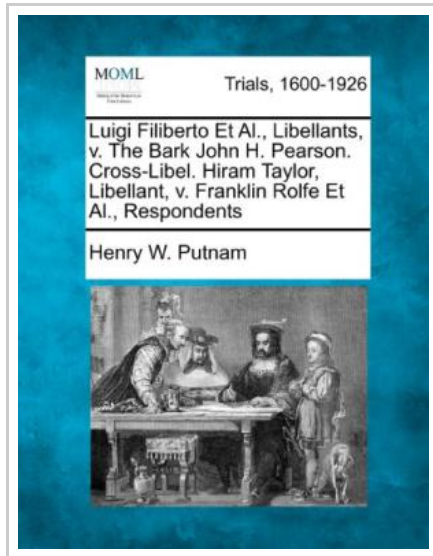 MOML
Trials, 1600-1926
Luigi Filiberto Et Al., Libellants,
v. The Bark John H. Pearson.
Cross-Libel. Hiram Taylor,
Libellant, v. Franklin Rolfe Et
Al., Respondents
Henry W. Putnam